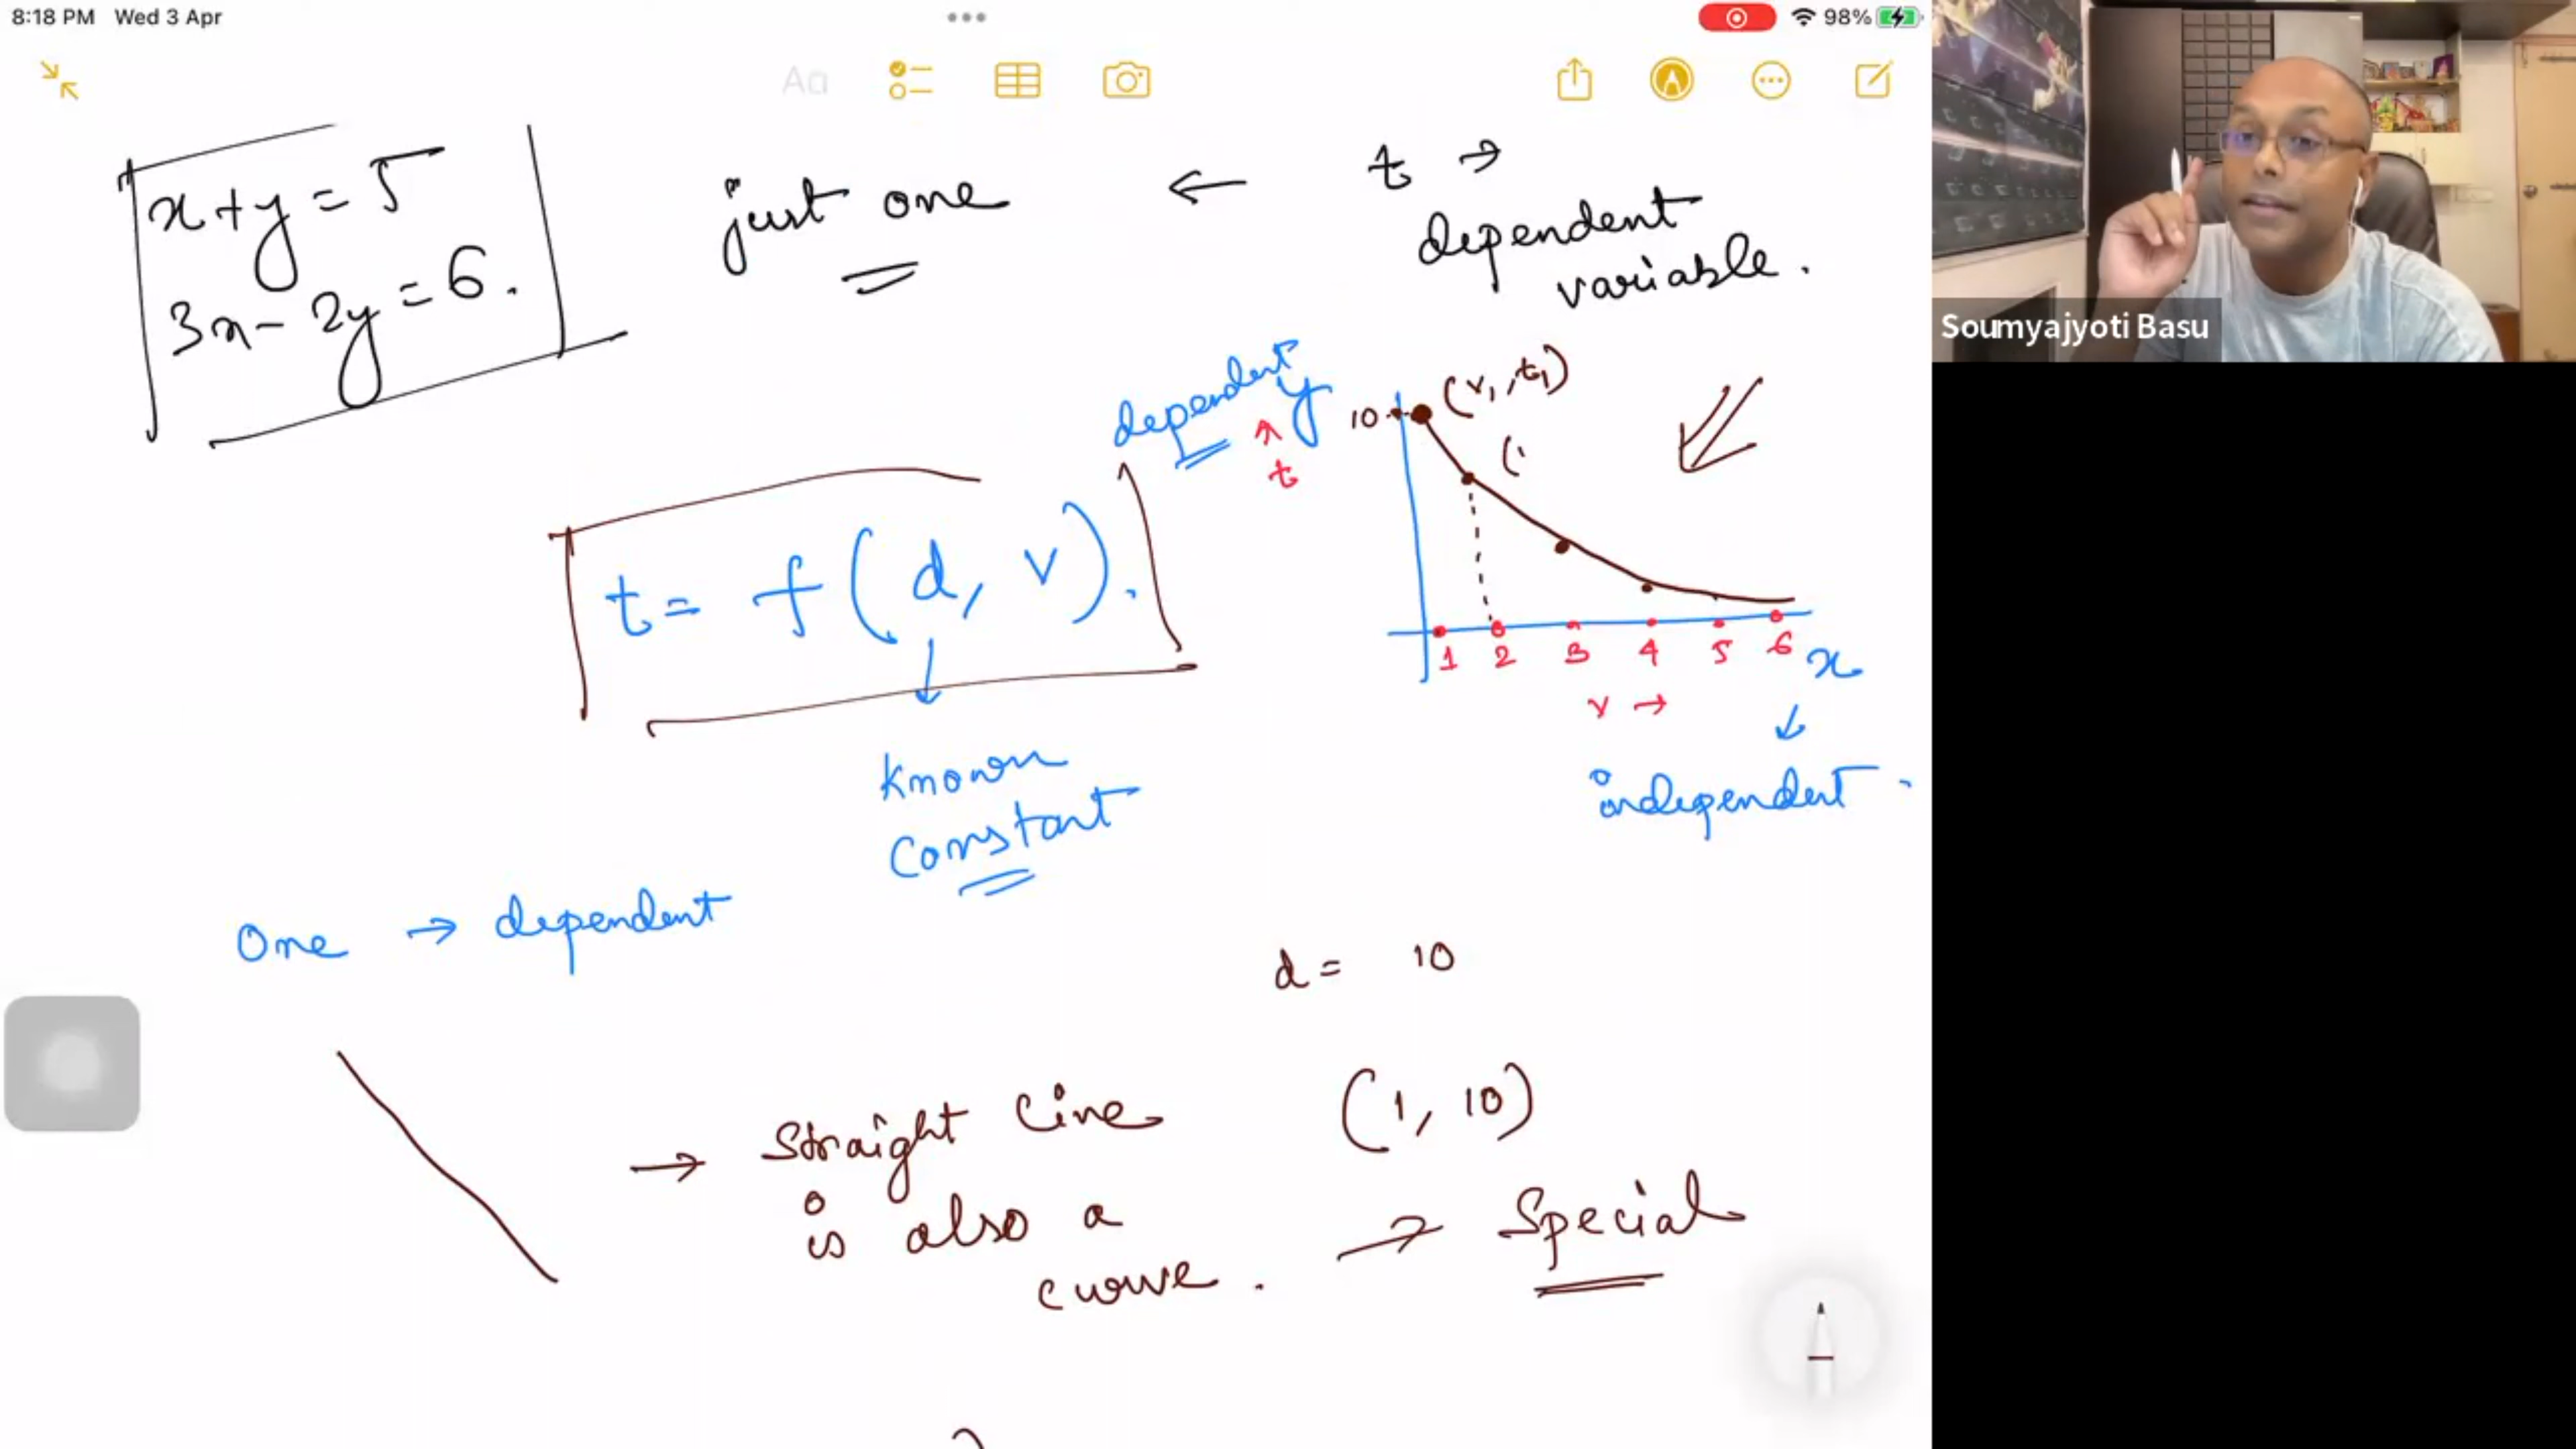 8:18 PM Wed 3 Apr
98%
Aa
Soumyajyoti Basu
x+y=5
3x-2y=6.
just one ← t →
dependent
variable.
dependent y
↑
t
10
(v₁, t₁)
(
t = f(d, v).
↓
Known
Constant
1 2 3 4 5 6 x
v →
↓
independent.
One → dependent
d = 10
→ Straight line
is also a
curve. → Special
(1, 10)